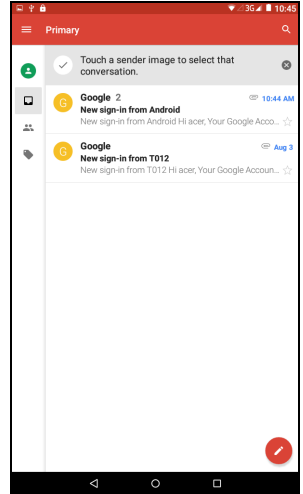 3G 10:45
Primary
Touch a sender image to select that
conversation.
G
Google 2 10:44 AM
New sign-in from Android
New sign-in from Android Hi acer, Your Google Acco...
G
Google Aug 3
New sign-in from T012
New sign-in from T012 Hi acer, Your Google Accoun...